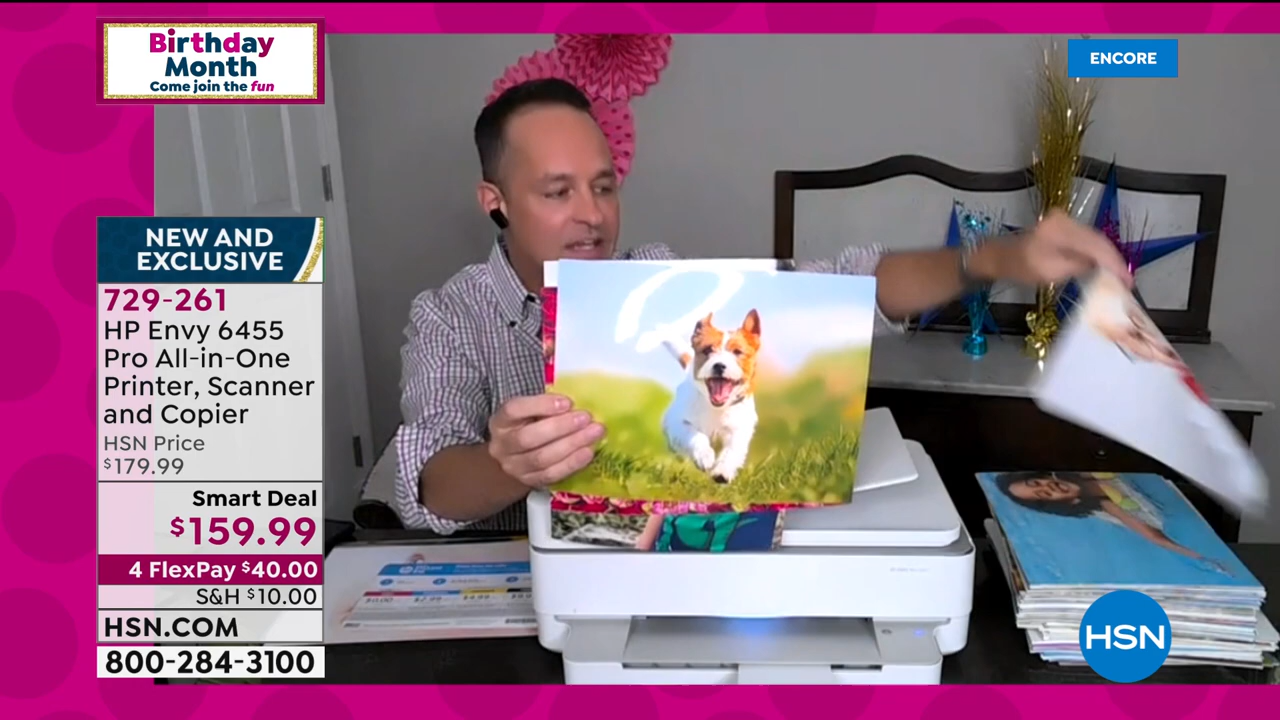 Birthday
Month
Come join the fun
ENCORE
NEW AND
EXCLUSIVE
729-261
HP Envy 6455
Pro All-in-One
Printer, Scanner
and Copier
HSN Price
$179.99
Smart Deal
$159.99
4 FlexPay $40.00
S&H $10.00
HSN.COM
800-284-3100
HSN